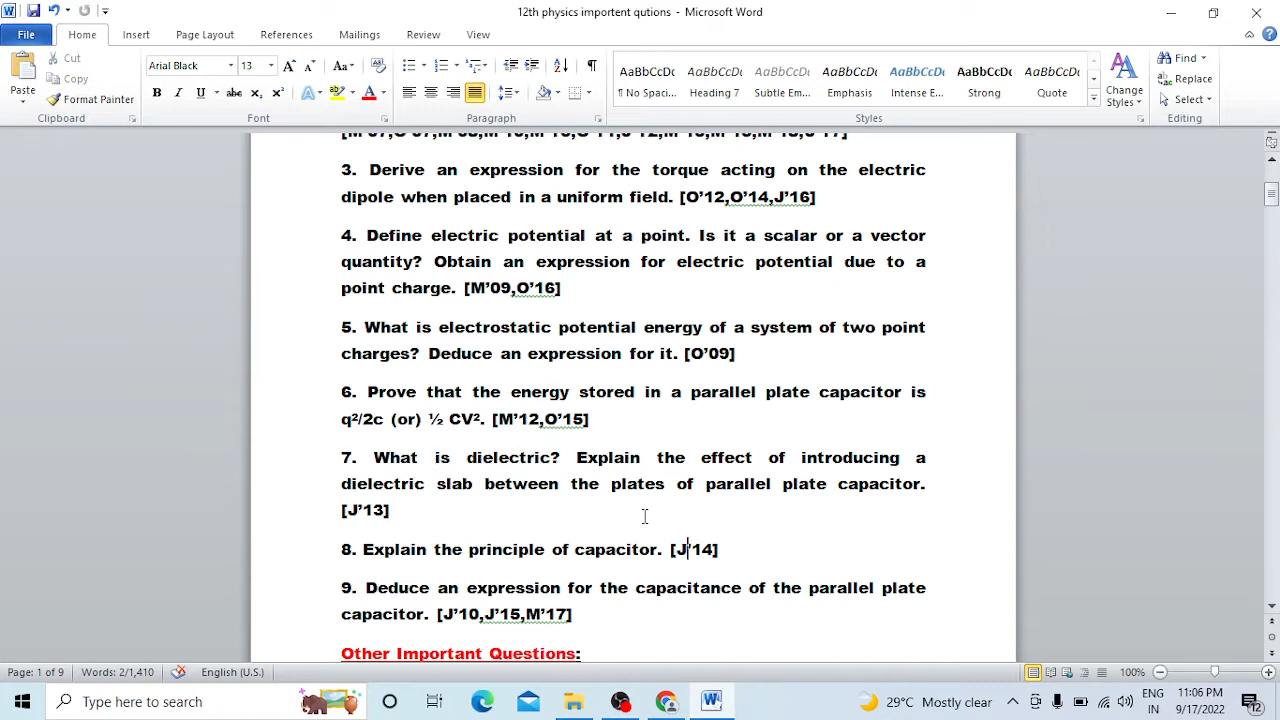 12th physics importent qutions - Microsoft Word
File Home Insert Page Layout References Mailings Review View
Paste Cut Copy Format Painter Clipboard
Arial Black 13 Font
Paragraph
AaBbCcDc AaBbCcDc AaBbCcDc AaBbCcDc AaBbCcDc AaBbCcDc AaBbCcDc
¶ No Spaci... Heading 7 Subtle Em... Emphasis Intense E... Strong Quote
Styles
Change Styles
Find Replace Select Editing
3. Derive an expression for the torque acting on the electric
dipole when placed in a uniform field. [O’12,O’14,J’16]
4. Define electric potential at a point. Is it a scalar or a vector
quantity? Obtain an expression for electric potential due to a
point charge. [M’09,O’16]
5. What is electrostatic potential energy of a system of two point
charges? Deduce an expression for it. [O’09]
6. Prove that the energy stored in a parallel plate capacitor is
q²/2c (or) ½ CV². [M’12,O’15]
7. What is dielectric? Explain the effect of introducing a
dielectric slab between the plates of parallel plate capacitor.
[J’13]
8. Explain the principle of capacitor. [J’14]
9. Deduce an expression for the capacitance of the parallel plate
capacitor. [J’10,J’15,M’17]
Other Important Questions:
Page: 1 of 9 Words: 2/1,410 English (U.S.) 100%
Type here to search 29°C Mostly clear ENG IN 11:06 PM 9/17/2022 12